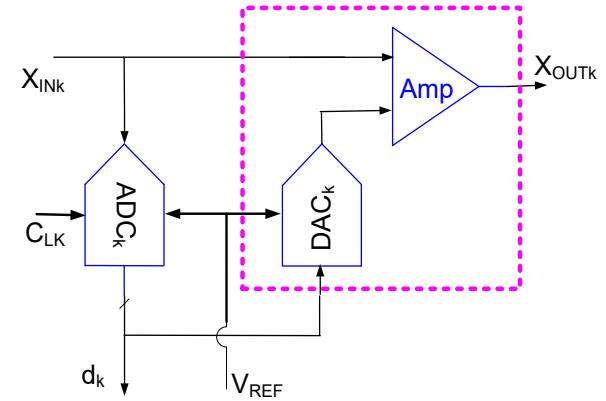 X_INk
Amp
X_OUTk
ADC_k
DAC_k
C_LK
d_k
V_REF